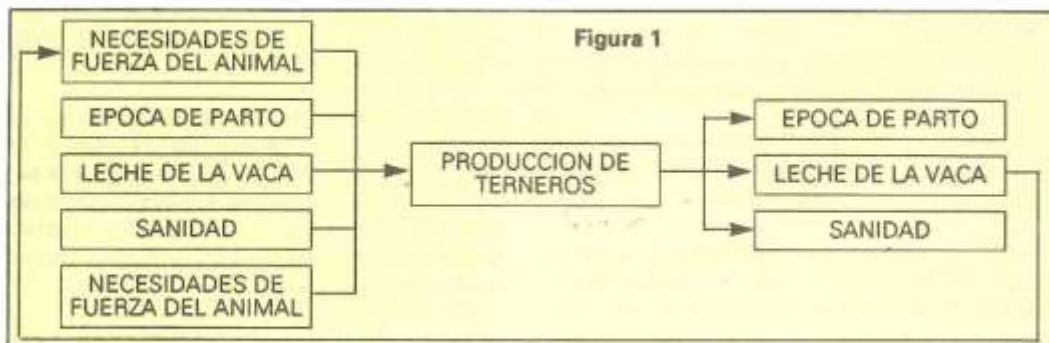 Figura 1
NECESIDADES DE
FUERZA DEL ANIMAL
EPOCA DE PARTO
LECHE DE LA VACA
SANIDAD
NECESIDADES DE
FUERZA DEL ANIMAL
PRODUCCION DE
TERNEROS
EPOCA DE PARTO
LECHE DE LA VACA
SANIDAD